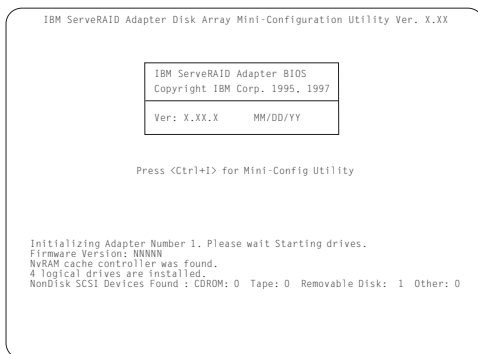 IBM ServeRAID Adapter Disk Array Mini-Configuration Utility Ver. X.XX
IBM ServeRAID Adapter BIOS
Copyright IBM Corp. 1995, 1997
Ver: X.XX.X MM/DD/YY
Press <Ctrl+I> for Mini-Config Utility
Initializing Adapter Number 1. Please wait Starting drives.
Firmware Version: NNNNN
NvRAM cache controller was found.
4 logical drives are installed.
NonDisk SCSI Devices Found : CDROM: 0 Tape: 0 Removable Disk: 1 Other: 0